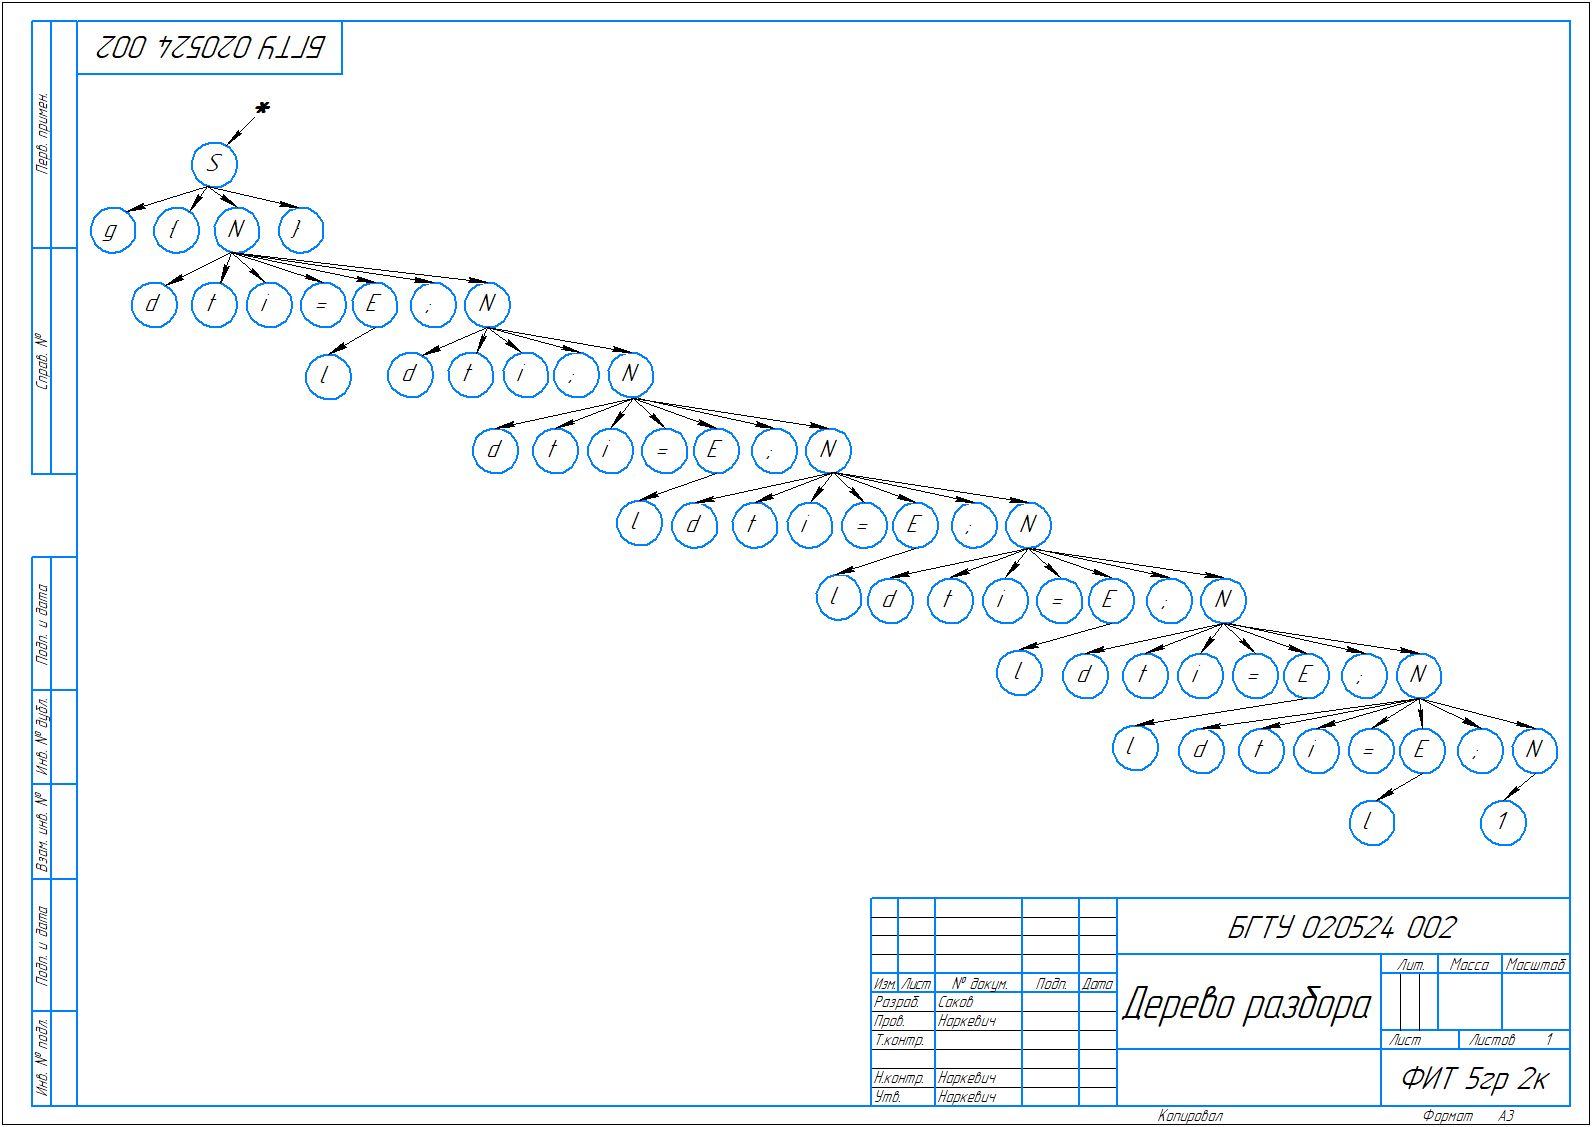 БГТУ 020524 002
Перв. примен.
Справ. №
Подп. и дата
Инв. № дубл.
Взам. инв. №
Подп. и дата
Инв. № подл.
*
S
g { N }
d t i = E ; N
l d t i ; N
d t i = E ; N
l d t i = E ; N
l d t i = E ; N
l d t i = E ; N
l d t i = E ; N
l 1
БГТУ 020524 002
Лит. Масса Масштаб
Изм. Лист № докум. Подп. Дата
Разраб. Саков
Пров. Наркевич
Т.контр.
Н.контр. Наркевич
Утв. Наркевич
Дерево разбора
Лист Листов 1
ФИТ 5гр 2к
Копировал Формат А3